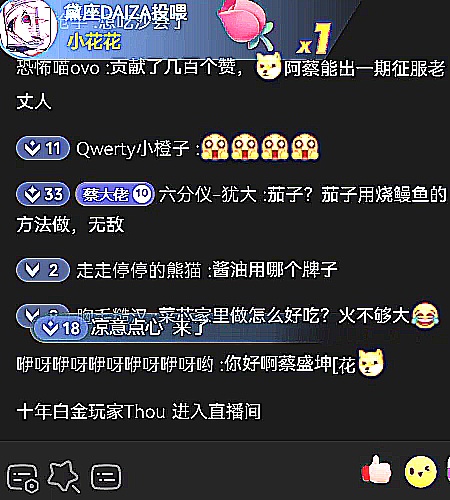 黛座DAIZA投喂
小花花
x1
恐怖喵ovo :贡献了几百个赞，阿蔡能出一期征服老
丈人
11 Qwerty小橙子 :
33 蔡大佬 10 六分仪-犹大 :茄子？茄子用烧鳗鱼的
方法做，无敌
2 走走停停的熊猫 :酱油用哪个牌子
菜芯家里做怎么好吃？火不够大
18 凉意点心 来了
咿呀咿呀咿呀咿呀咿呀咿呀哟 :你好啊蔡盛坤[花
十年白金玩家Thou 进入直播间